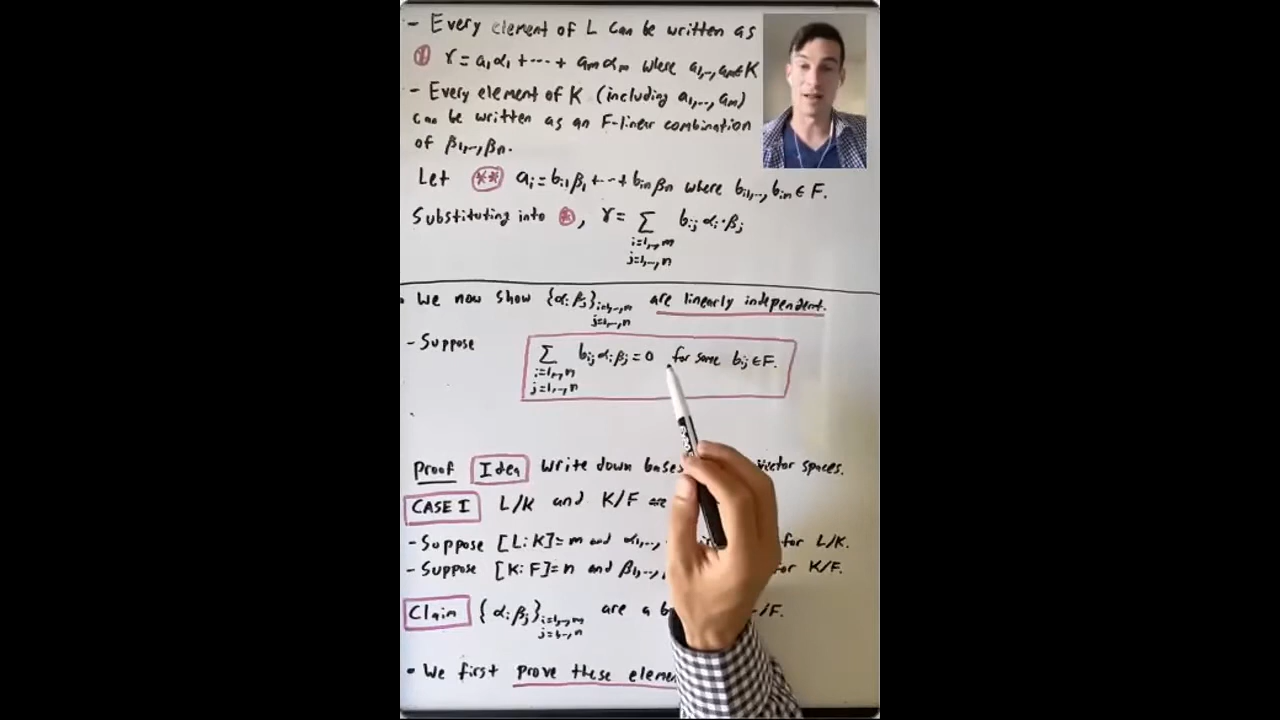 - Every element of L can be written as
* γ = a₁α₁ + ⋯ + aₘαₘ where a₁,..,aₘ∈K
- Every element of K (including a₁,..., aₘ)
can be written as an F-linear combination
of β₁,..,βₙ.
Let ** aᵢ = bᵢ₁β₁ + ⋯ + bᵢₙβₙ where bᵢ₁,..,bᵢₙ ∈ F.
Substituting into *, γ = ∑ bᵢⱼ αᵢ·βⱼ
i=1,..,m
j=1,...,n
• We now show {αᵢβⱼ} i=1,..,m are linearly independent.
j=1,..,n
- Suppose ∑ bᵢⱼαᵢβⱼ = 0 for some bᵢⱼ ∈ F.
i=1,..,m
j=1,..,n
Proof Idea Write down bases vector spaces.
CASE I L/K and K/F are
- Suppose [L:K]=m and α₁,.., for L/K.
- Suppose [K:F]=n and β₁,.., for K/F.
Claim {αᵢβⱼ} i=1,..,m are a /F.
j=1,..,n
• We first prove these